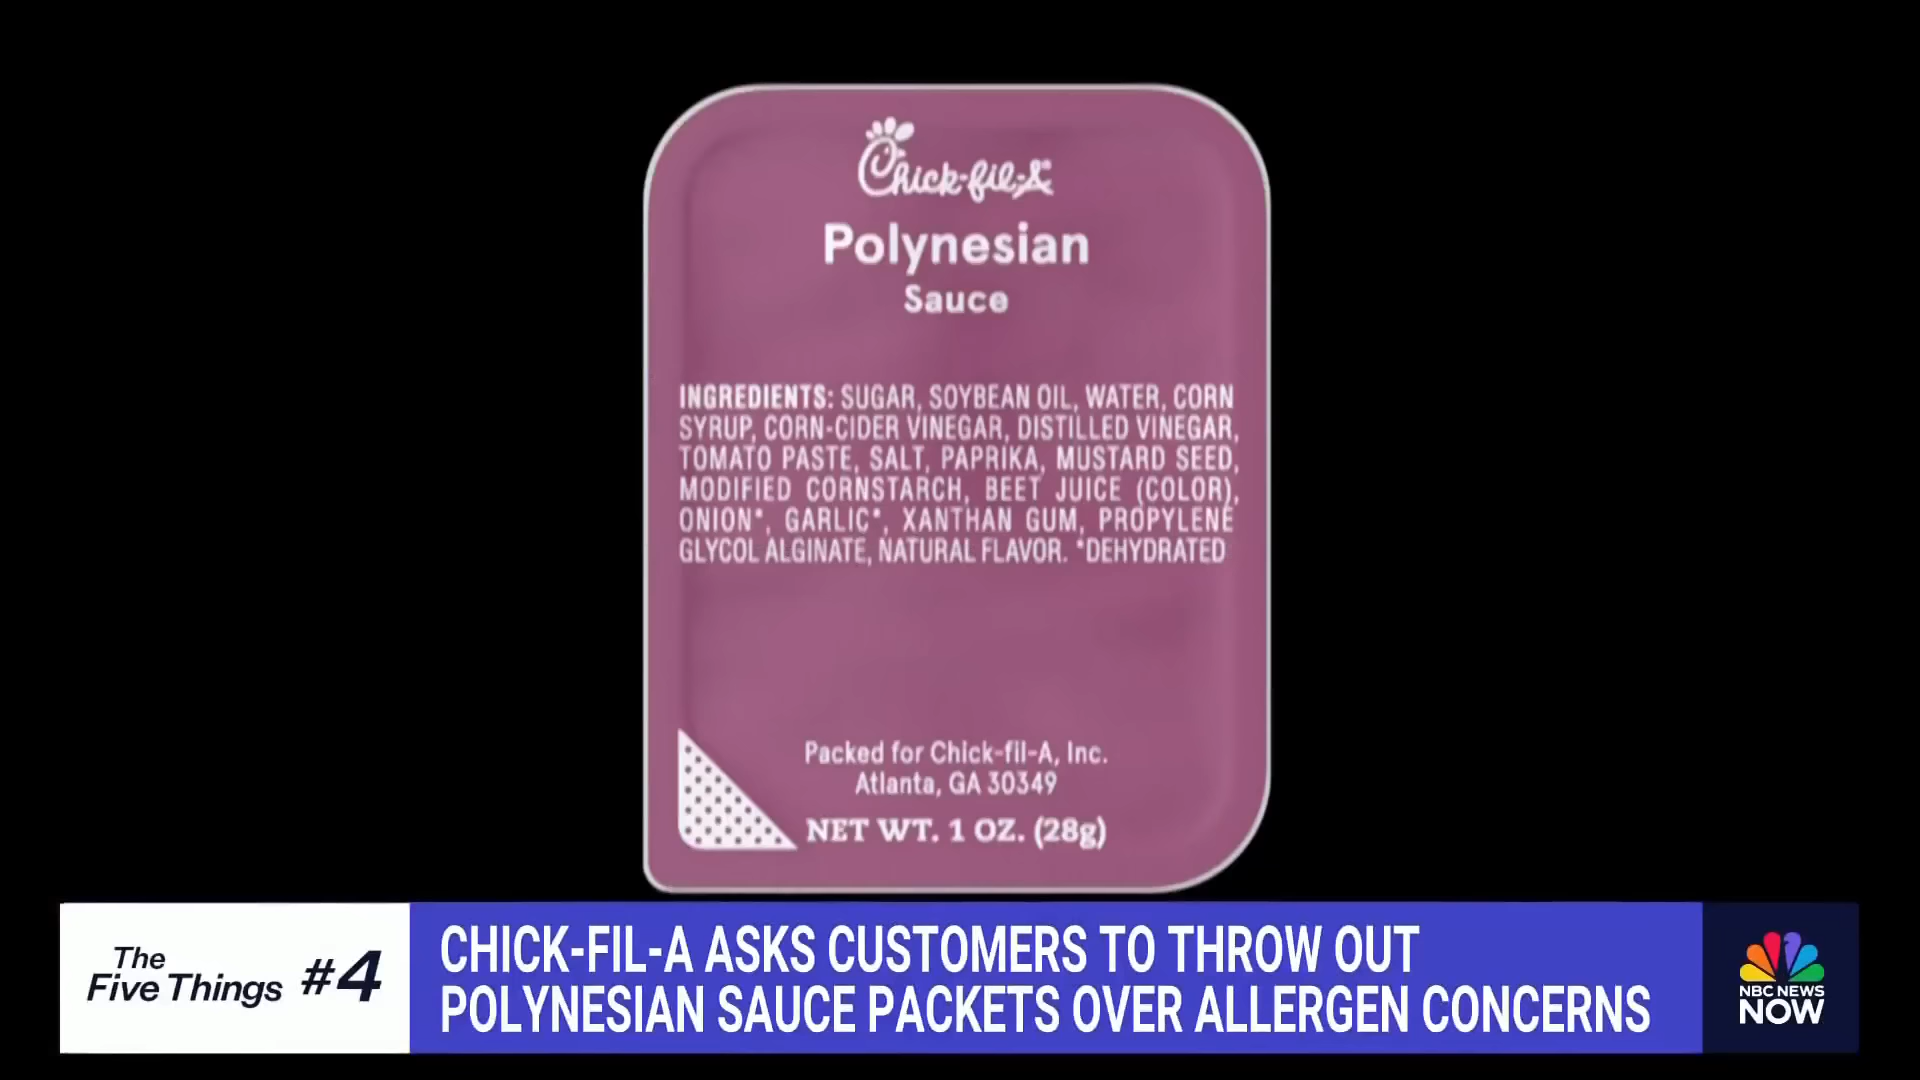 Chick-fil-A
Polynesian
Sauce
INGREDIENTS: SUGAR, SOYBEAN OIL, WATER, CORN
SYRUP, CORN-CIDER VINEGAR, DISTILLED VINEGAR,
TOMATO PASTE, SALT, PAPRIKA, MUSTARD SEED,
MODIFIED CORNSTARCH, BEET JUICE (COLOR),
ONION*, GARLIC*, XANTHAN GUM, PROPYLENE
GLYCOL ALGINATE, NATURAL FLAVOR. *DEHYDRATED
Packed for Chick-fil-A, Inc.
Atlanta, GA 30349
NET WT. 1 OZ. (28g)
The
Five Things #4
CHICK-FIL-A ASKS CUSTOMERS TO THROW OUT
POLYNESIAN SAUCE PACKETS OVER ALLERGEN CONCERNS
NBC NEWS
NOW